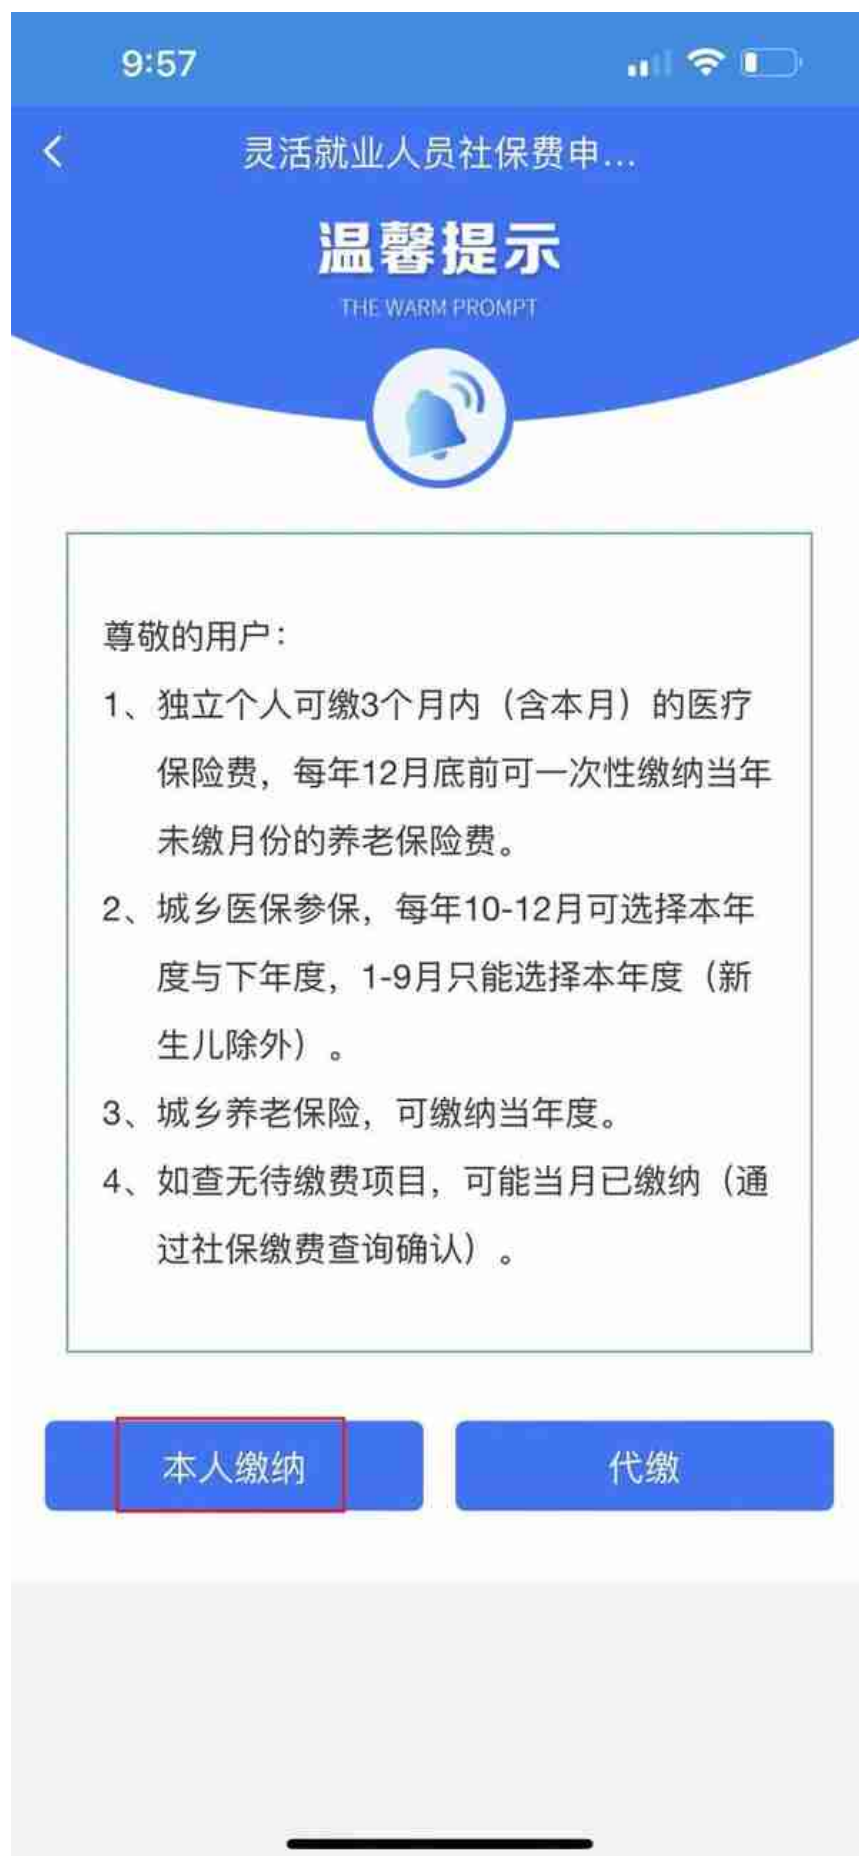 9:57
灵活就业人员社保费申...
温馨提示
THE WARM PROMPT
尊敬的用户：
1、独立个人可缴3个月内（含本月）的医疗
保险费，每年12月底前可一次性缴纳当年
未缴月份的养老保险费。
2、城乡医保参保，每年10-12月可选择本年
度与下年度，1-9月只能选择本年度（新
生儿除外）。
3、城乡养老保险，可缴纳当年度。
4、如查无待缴费项目，可能当月已缴纳（通
过社保缴费查询确认）。
本人缴纳
代缴